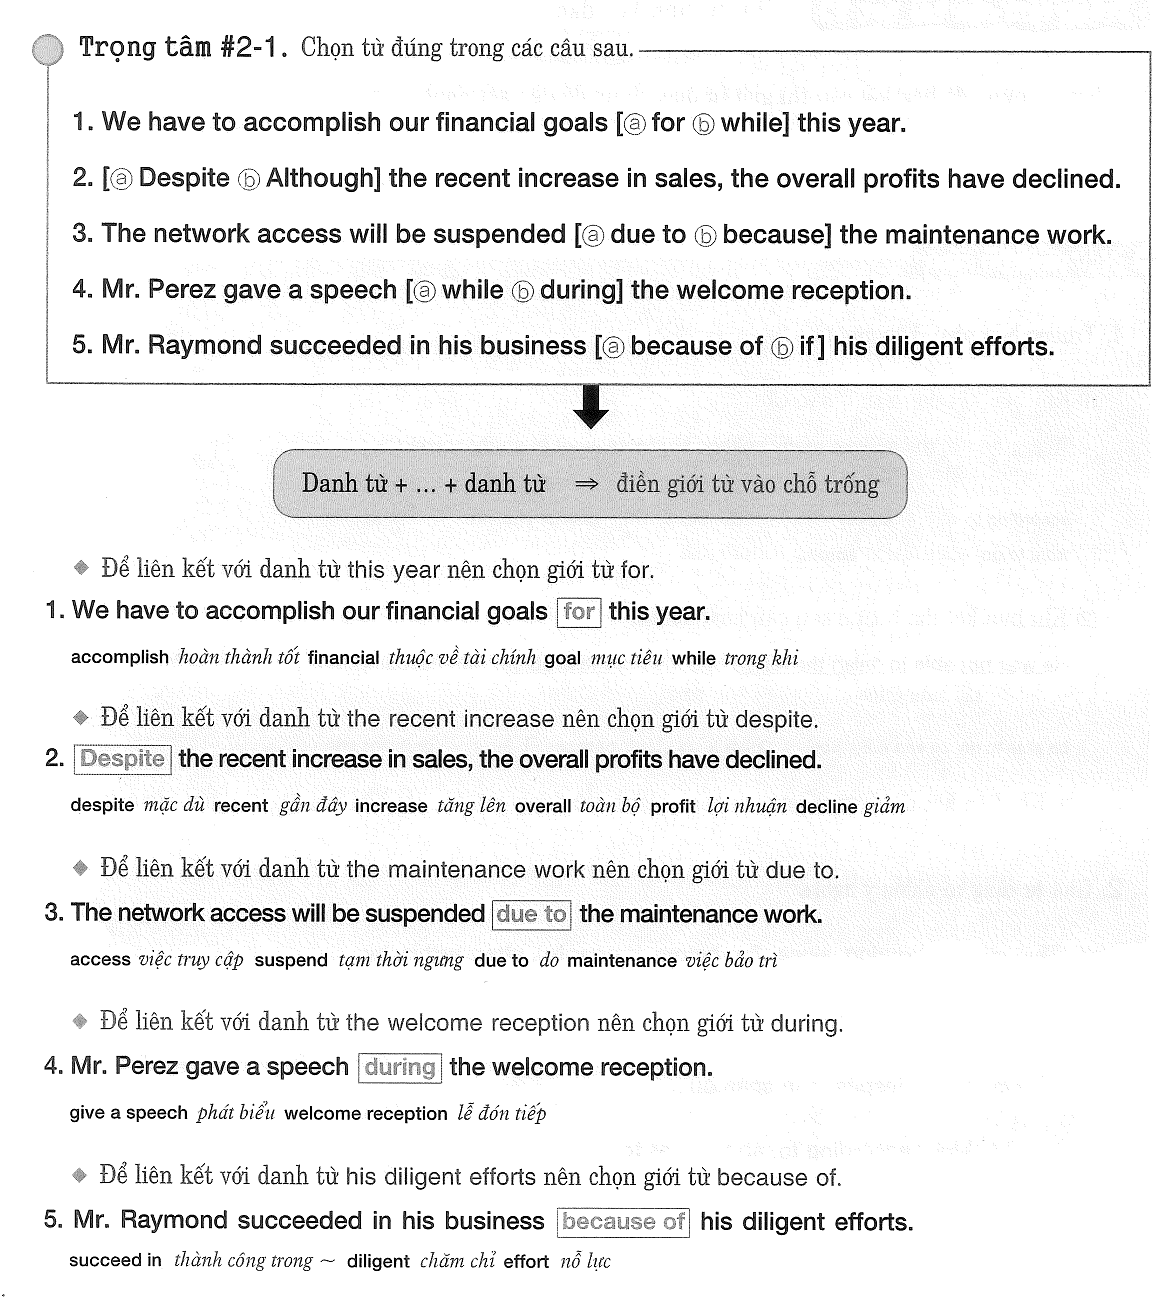 Trọng tâm #2-1. Chọn từ đúng trong các câu sau.
1. We have to accomplish our financial goals [ⓐ for ⓑ while] this year.
2. [ⓐ Despite ⓑ Although] the recent increase in sales, the overall profits have declined.
3. The network access will be suspended [ⓐ due to ⓑ because] the maintenance work.
4. Mr. Perez gave a speech [ⓐ while ⓑ during] the welcome reception.
5. Mr. Raymond succeeded in his business [ⓐ because of ⓑ if] his diligent efforts.
Danh từ + ... + danh từ ⇒ điền giới từ vào chỗ trống
◆ Để liên kết với danh từ this year nên chọn giới từ for.
1. We have to accomplish our financial goals for this year.
accomplish hoàn thành tốt financial thuộc về tài chính goal mục tiêu while trong khi
◆ Để liên kết với danh từ the recent increase nên chọn giới từ despite.
2. Despite the recent increase in sales, the overall profits have declined.
despite mặc dù recent gần đây increase tăng lên overall toàn bộ profit lợi nhuận decline giảm
◆ Để liên kết với danh từ the maintenance work nên chọn giới từ due to.
3. The network access will be suspended due to the maintenance work.
access việc truy cập suspend tạm thời ngưng due to do maintenance việc bảo trì
◆ Để liên kết với danh từ the welcome reception nên chọn giới từ during.
4. Mr. Perez gave a speech during the welcome reception.
give a speech phát biểu welcome reception lễ đón tiếp
◆ Để liên kết với danh từ his diligent efforts nên chọn giới từ because of.
5. Mr. Raymond succeeded in his business because of his diligent efforts.
succeed in thành công trong ~ diligent chăm chỉ effort nỗ lực